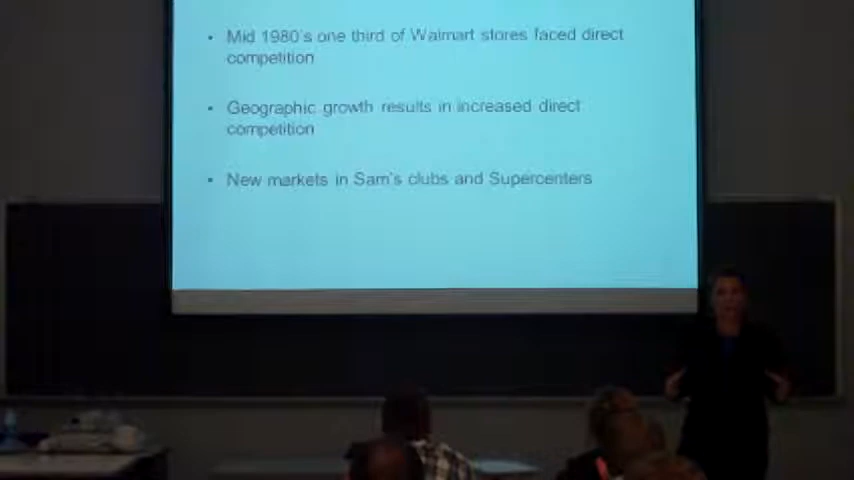 • Mid 1980's one third of Walmart stores faced direct
competition
• Geographic growth results in increased direct
competition
• New markets in Sam's clubs and Supercenters